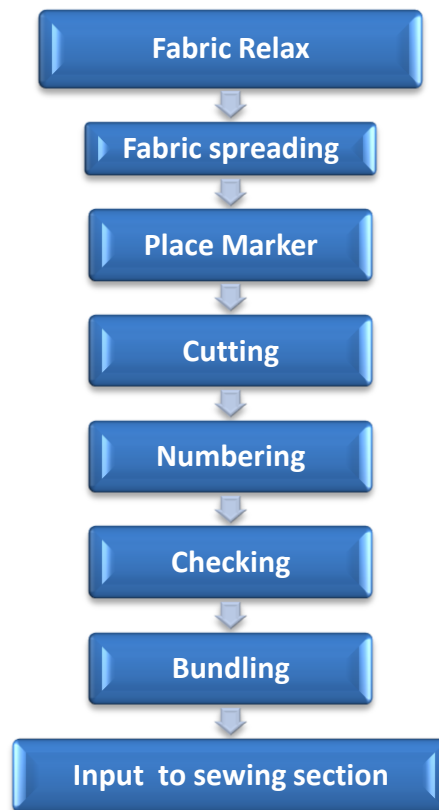 Fabric Relax
Fabric spreading
Place Marker
Cutting
Numbering
Checking
Bundling
Input  to sewing section